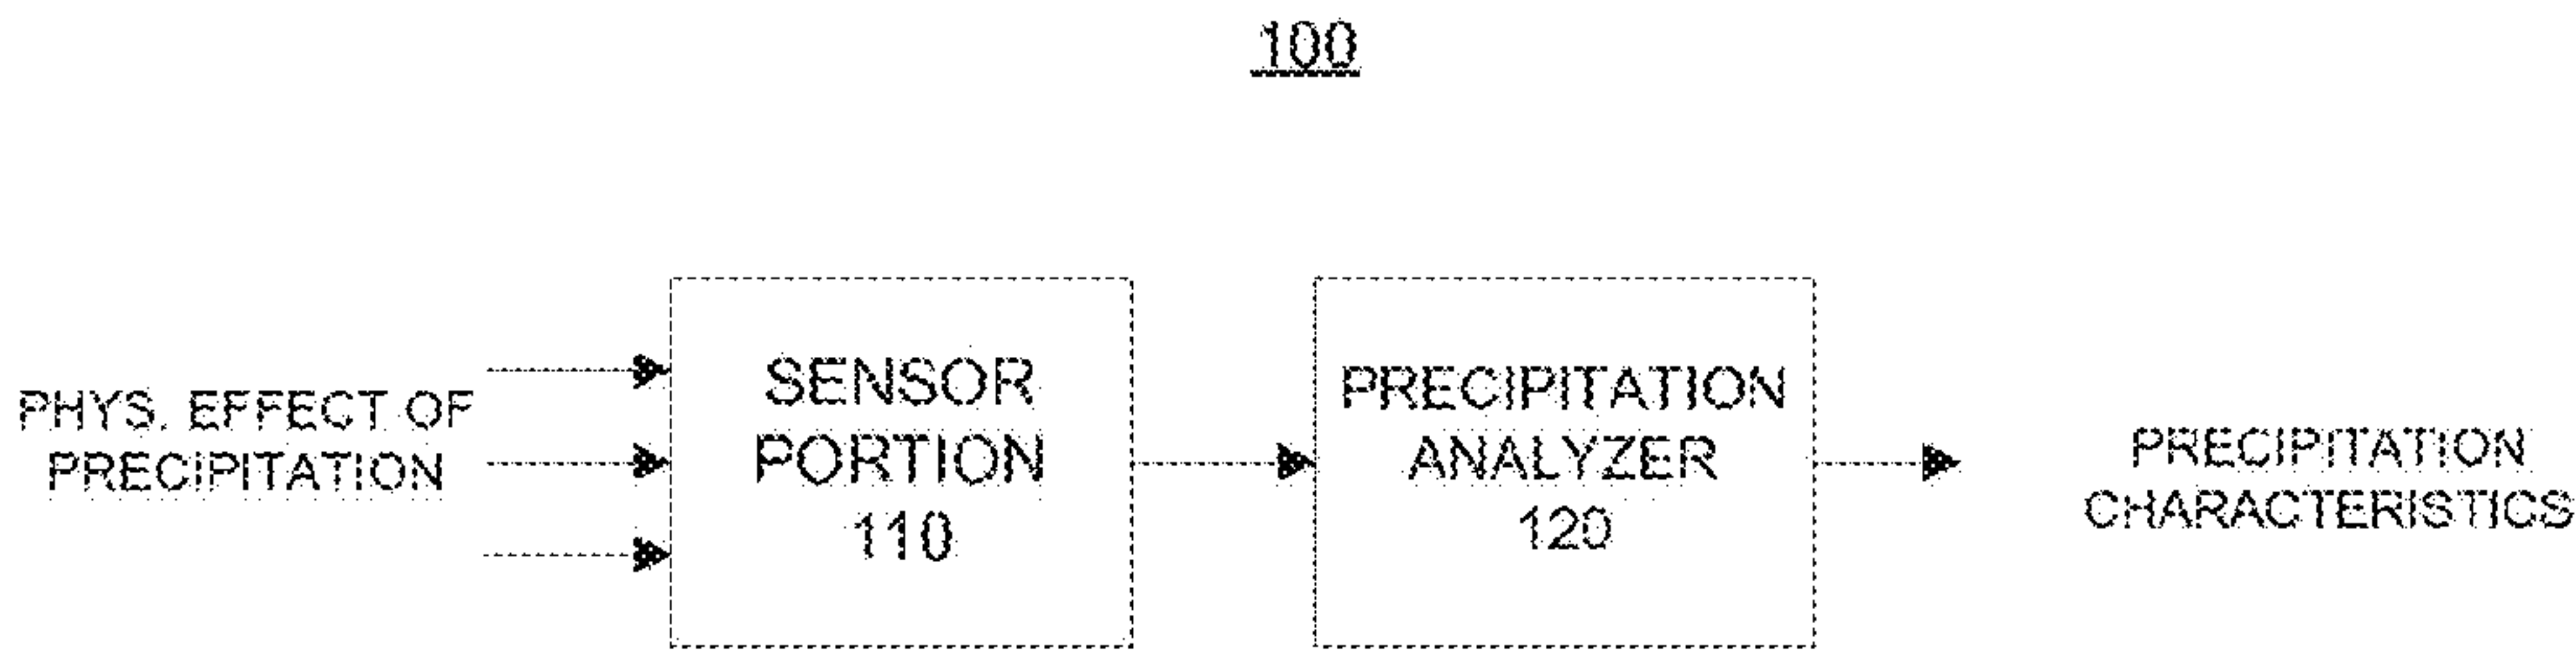 100
PHYS. EFFECT OF
PRECIPITATION
SENSOR
PORTION
110
PRECIPITATION
ANALYZER
120
PRECIPITATION
CHARACTERISTICS